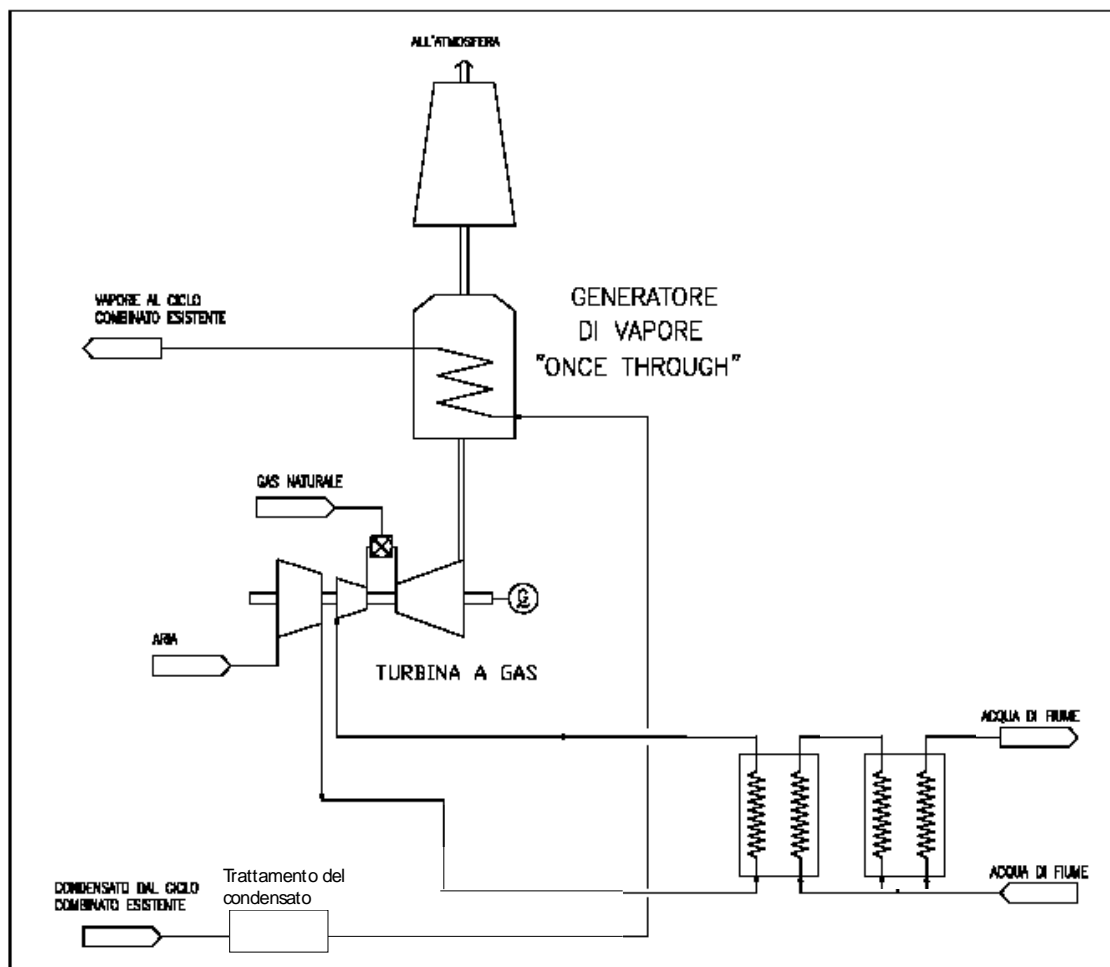 ALL'ATMOSFERA
VAPORE AL CICLO
COMBINATO ESISTENTE
GENERATORE
DI VAPORE
"ONCE THROUGH"
GAS NATURALE
G
ARIA
TURBINA A GAS
ACQUA DI FIUME
ACQUA DI FIUME
CONDENSATO DAL CICLO
COMBINATO ESISTENTE
Trattamento del
condensato